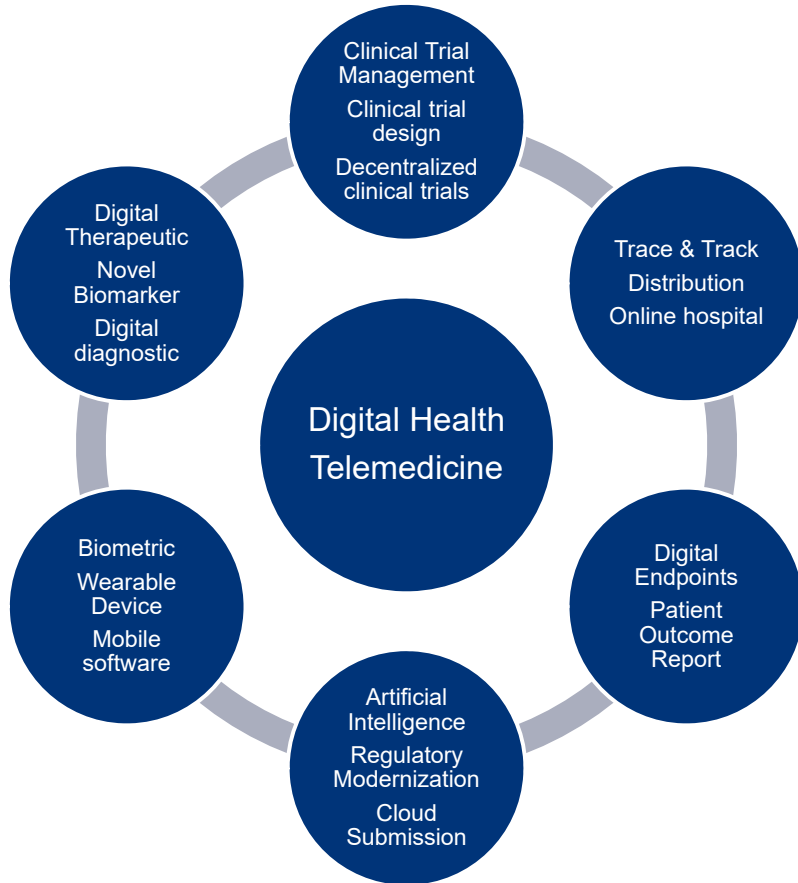 Clinical Trial
Management
Clinical trial
design
Decentralized
clinical trials
Trace & Track
Distribution
Online hospital
Digital
Endpoints
Patient
Outcome
Report
Artificial
Intelligence
Regulatory
Modernization
Cloud
Submission
Biometric
Wearable
Device
Mobile
software
Digital
Therapeutic
Novel
Biomarker
Digital
diagnostic
Digital Health
Telemedicine